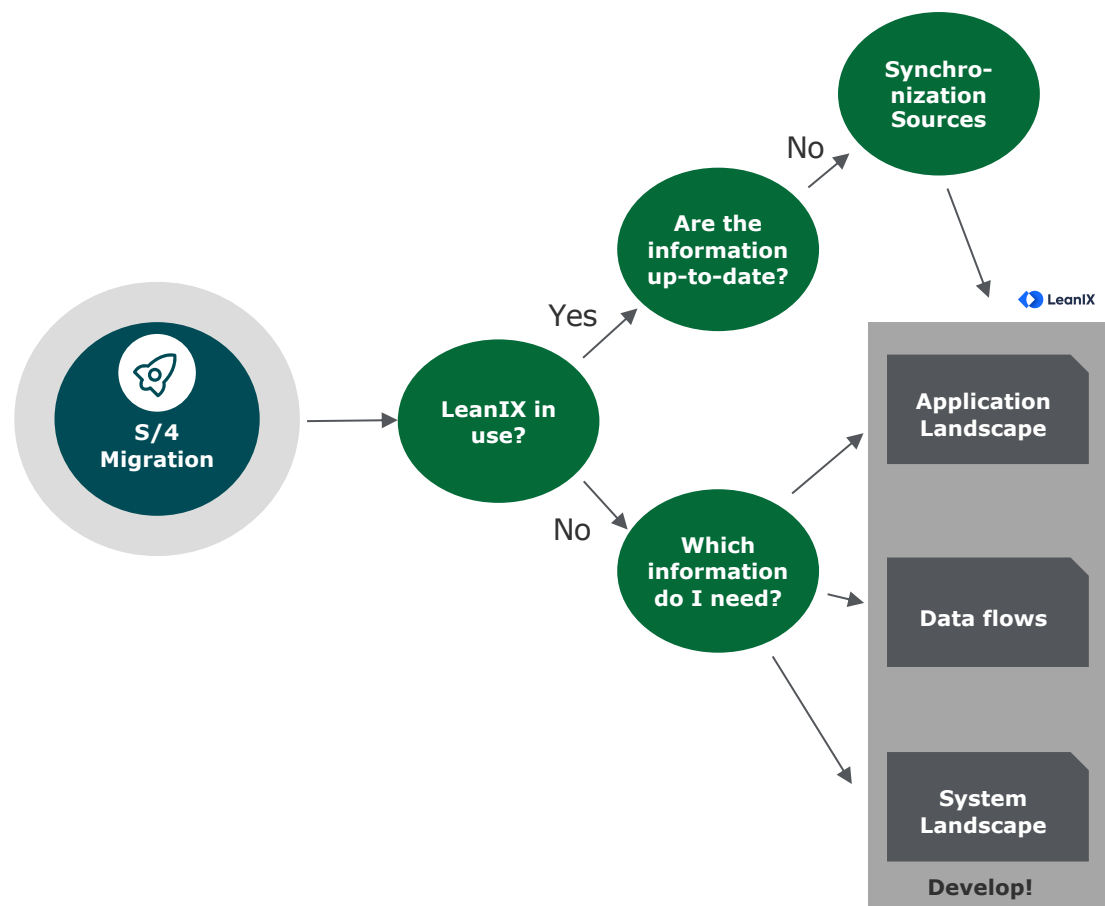 Synchro-
nization
Sources
No
Are the
information
up-to-date?
LeanIX
Yes
S/4
Migration
LeanIX in
use?
Application
Landscape
No
Which
information
do I need?
Data flows
System
Landscape
Develop!